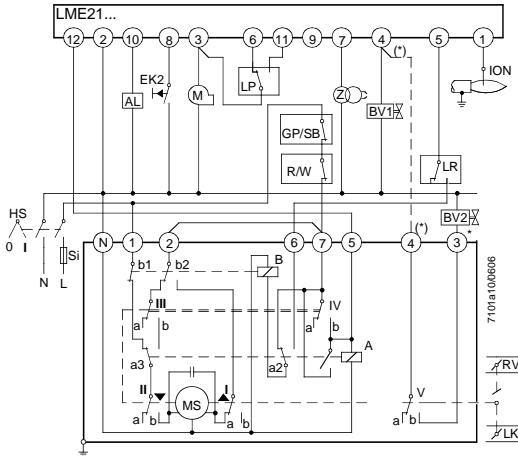 LME21...
12 2 10 8 3 6 11 9 7 4 5 1
(*)
ION
EK2
AL
M
LP
Z
BV1
GP/SB
R/W
LR
HS
0 I
Si
N L
BV2
(*)
*
N 1 2 6 7 5 4 3
b1 b2 B
III IV
a b a b
A
a3 a2
II I V
MS
a b a b a b
RV
LK
7101a10/0606